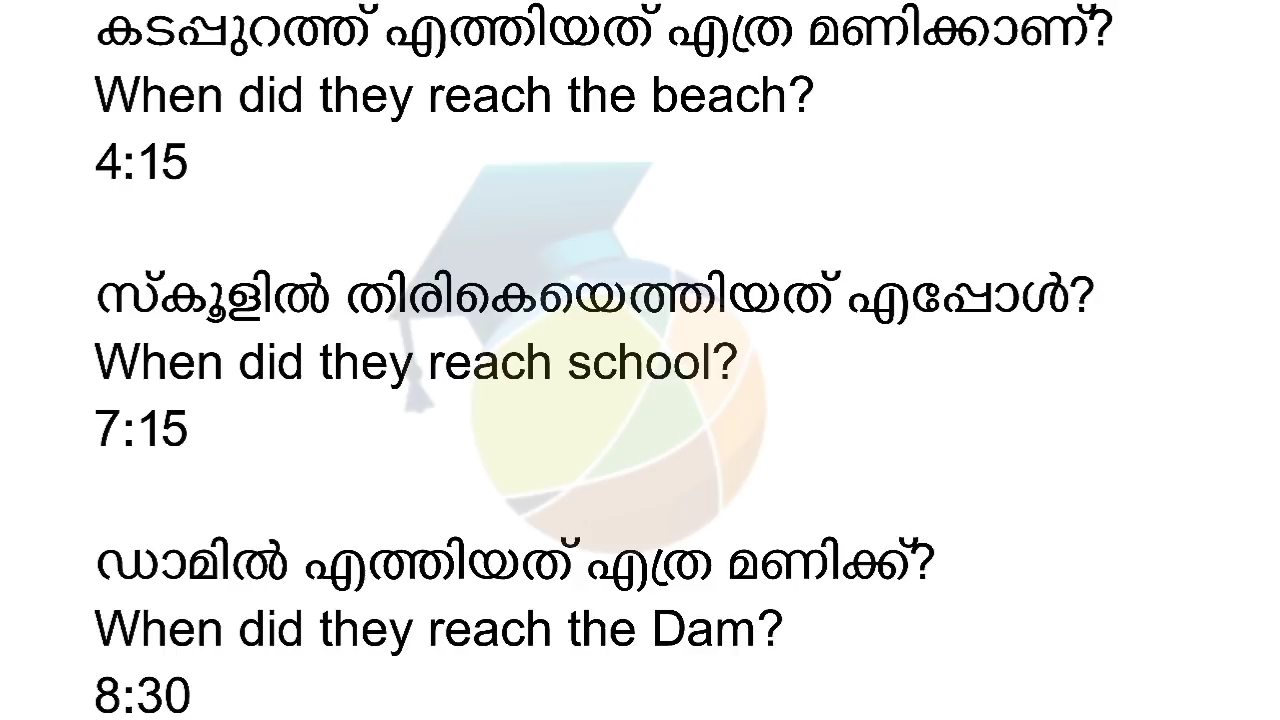 കടപ്പുറത്ത് എത്തിയത് എത്ര മണിക്കാണ്?
When did they reach the beach?
4:15
സ്കൂളിൽ തിരികെയെത്തിയത് എപ്പോൾ?
When did they reach school?
7:15
ഡാമിൽ എത്തിയത് എത്ര മണിക്ക്?
When did they reach the Dam?
8:30